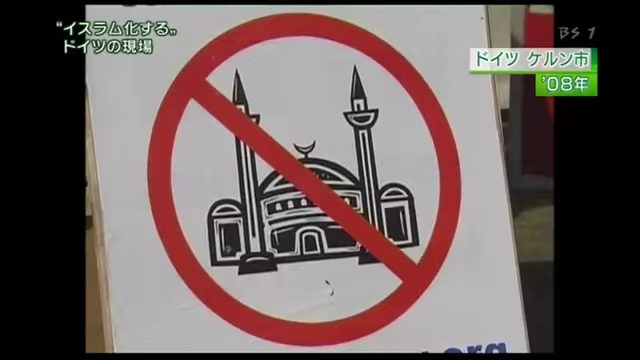 “イスラム化する„
ドイツの現場
BS 1
ドイツ ケルン市
'08年
.org